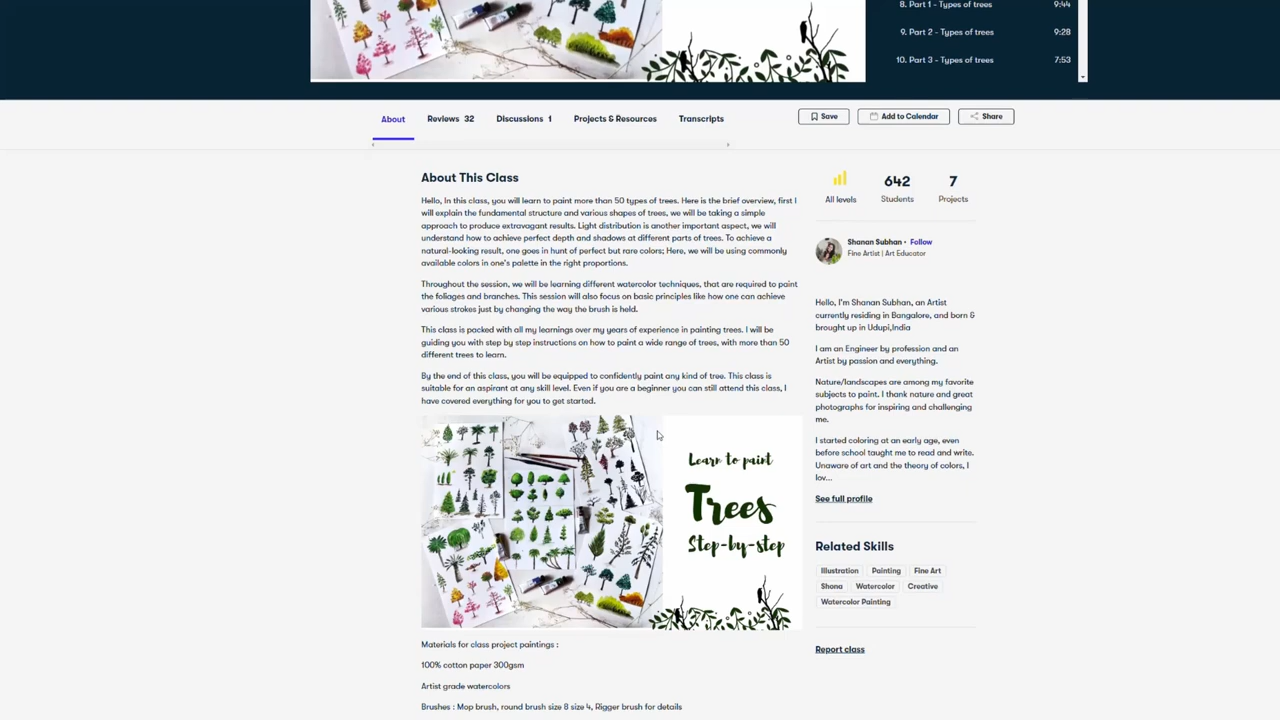 8. Part 1 - Types of trees 9:44
9. Part 2 - Types of trees 9:28
10. Part 3 - Types of trees 7:53
About Reviews 32 Discussions 1 Projects & Resources Transcripts Save Add to Calendar Share
About This Class
Hello, In this class, you will learn to paint more than 50 types of trees. Here is the brief overview, first I
will explain the fundamental structure and various shapes of trees, we will be taking a simple
approach to produce extravagant results. Light distribution is another important aspect, we will
understand how to achieve perfect depth and shadows at different parts of trees. To achieve a
natural-looking result, one goes in hunt of perfect but rare colors; Here, we will be using commonly
available colors in one's palette in the right proportions.
Throughout the session, we will be learning different watercolor techniques, that are required to paint
the foliages and branches. This session will also focus on basic principles like how one can achieve
various strokes just by changing the way the brush is held.
This class is packed with all my learnings over my years of experience in painting trees. I will be
guiding you with step by step instructions on how to paint a wide range of trees, with more than 50
different trees to learn.
By the end of this class, you will be equipped to confidently paint any kind of tree. This class is
suitable for an aspirant at any skill level. Even if you are a beginner you can still attend this class, I
have covered everything for you to get started.
Learn to paint
Trees
Step-by-step
Materials for class project paintings :
100% cotton paper 300gsm
Artist grade watercolors
Brushes : Mop brush, round brush size 8 size 4, Rigger brush for details
642 7
All levels Students Projects
Shanan Subhan • Follow
Fine Artist | Art Educator
Hello, I'm Shanan Subhan, an Artist
currently residing in Bangalore, and born &
brought up in Udupi,India
I am an Engineer by profession and an
Artist by passion and everything.
Nature/landscapes are among my favorite
subjects to paint. I thank nature and great
photographs for inspiring and challenging
me.
I started coloring at an early age, even
before school taught me to read and write.
Unaware of art and the theory of colors, I
lov...
See full profile
Related Skills
Illustration Painting Fine Art
Shona Watercolor Creative
Watercolor Painting
Report class